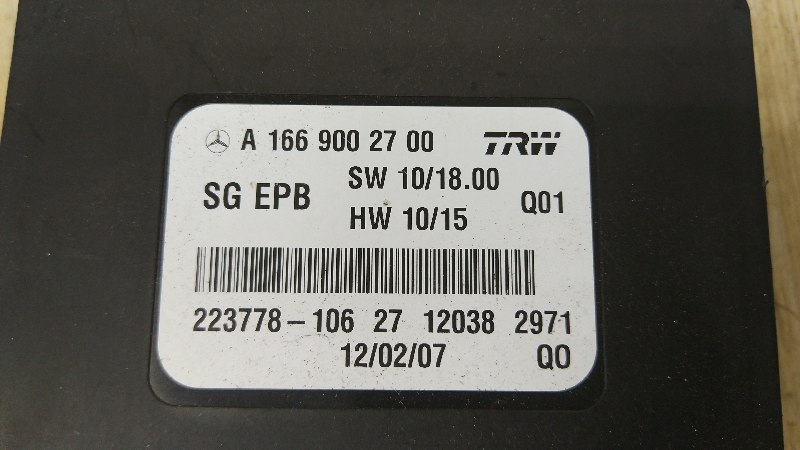 A 166 900 27 00 TRW
SG EPB SW 10/18.00 Q01
HW 10/15
223778-106 27 12038 2971
12/02/07 QO